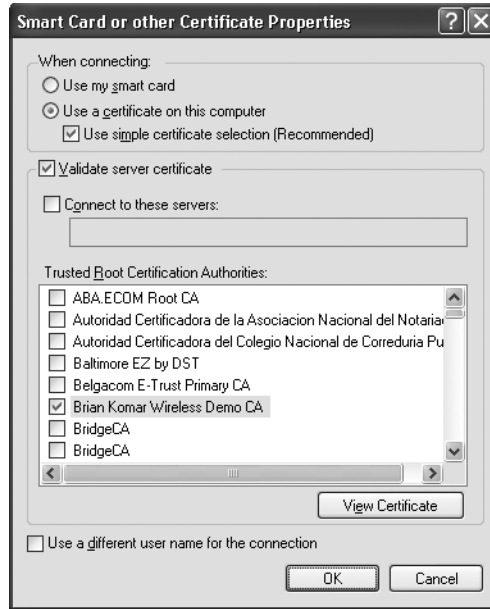 Smart Card or other Certificate Properties
When connecting:
Use my smart card
Use a certificate on this computer
Use simple certificate selection (Recommended)
Validate server certificate
Connect to these servers:
Trusted Root Certification Authorities:
ABA.ECOM Root CA
Autoridad Certificadora de la Asociacion Nacional del Notaria
Autoridad Certificadora del Colegio Nacional de Correduria Pu
Baltimore EZ by DST
Belgacom E-Trust Primary CA
Brian Komar Wireless Demo CA
BridgeCA
BridgeCA
View Certificate
Use a different user name for the connection
OK Cancel